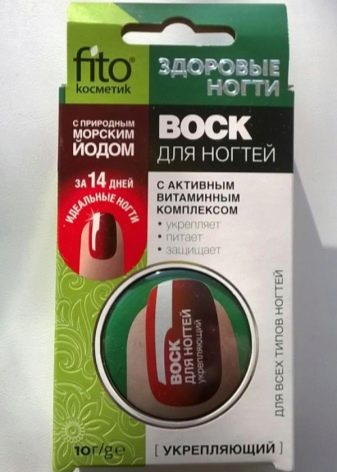 fito®
косметик
ЗДОРОВЫЕ
НОГТИ
С ПРИРОДНЫМ
МОРСКИМ
ЙОДОМ
ЗА 14 ДНЕЙ
ИДЕАЛЬНЫЕ НОГТИ
ВОСК
ДЛЯ НОГТЕЙ
С АКТИВНЫМ
ВИТАМИННЫМ
КОМПЛЕКСОМ
• укрепляет
• питает
• защищает
ВОСК
ДЛЯ НОГТЕЙ
укрепляющий
ДЛЯ ВСЕХ ТИПОВ НОГТЕЙ
10 г/g ℮
[ УКРЕПЛЯЮЩИЙ ]